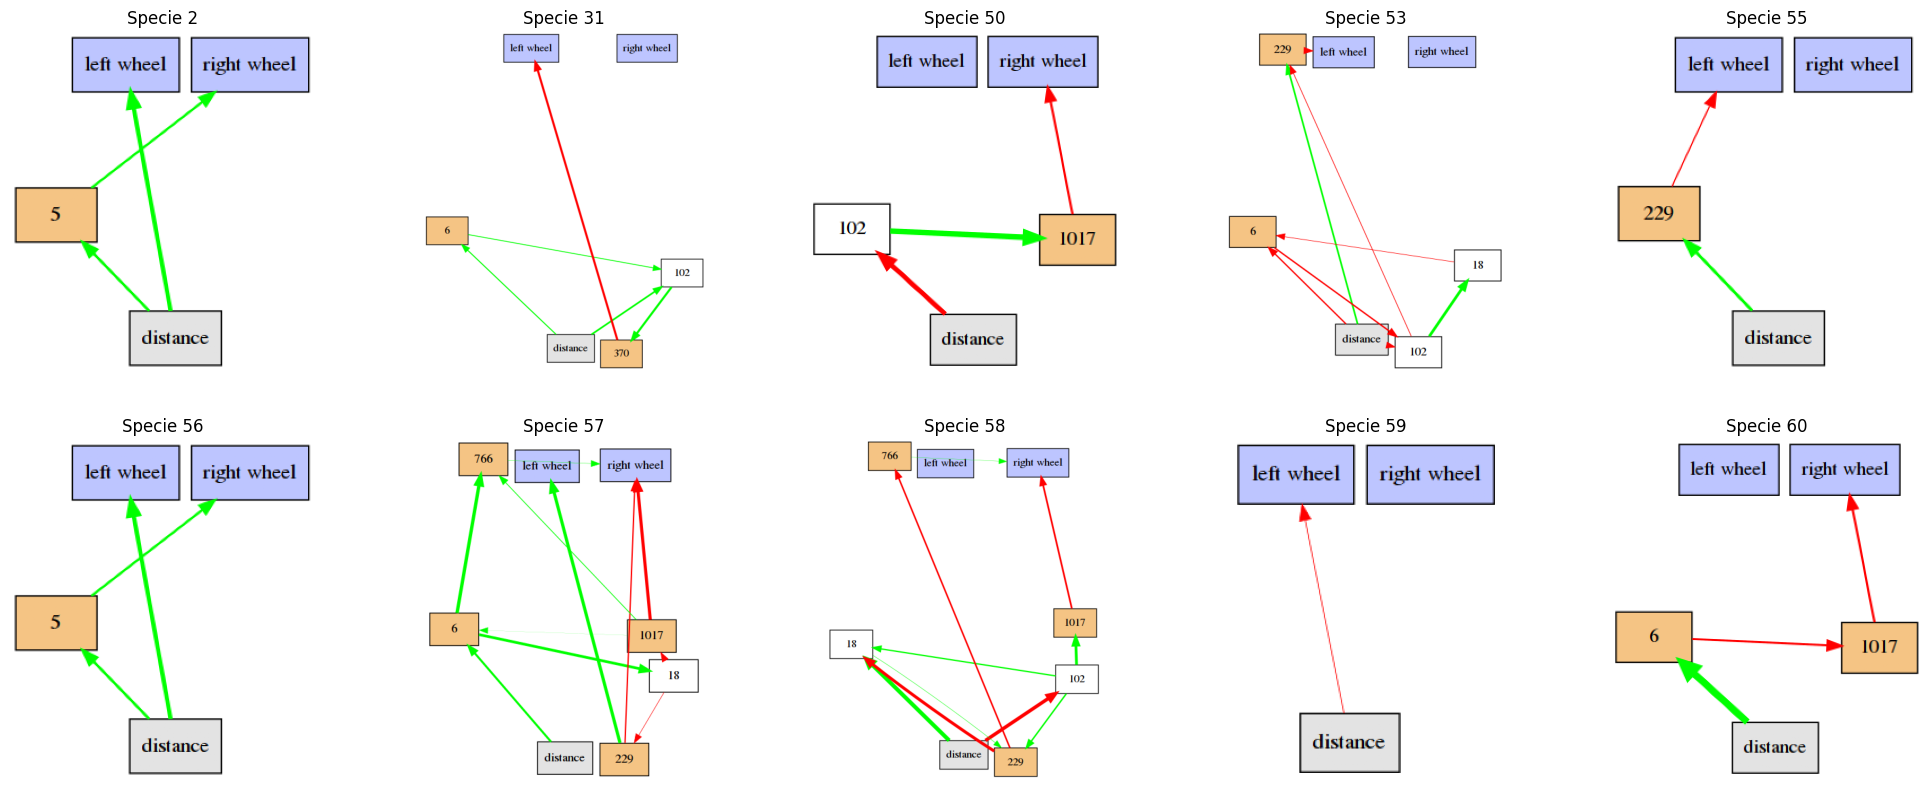 Specie 2
left wheel
right wheel
5
distance
Specie 31
left wheel
right wheel
6
102
distance
370
Specie 50
left wheel
right wheel
102
1017
distance
Specie 53
229
left wheel
right wheel
6
18
distance
102
Specie 55
left wheel
right wheel
229
distance
Specie 56
left wheel
right wheel
5
distance
Specie 57
766
left wheel
right wheel
6
1017
18
distance
229
Specie 58
766
left wheel
right wheel
1017
18
102
distance
229
Specie 59
left wheel
right wheel
distance
Specie 60
left wheel
right wheel
6
1017
distance